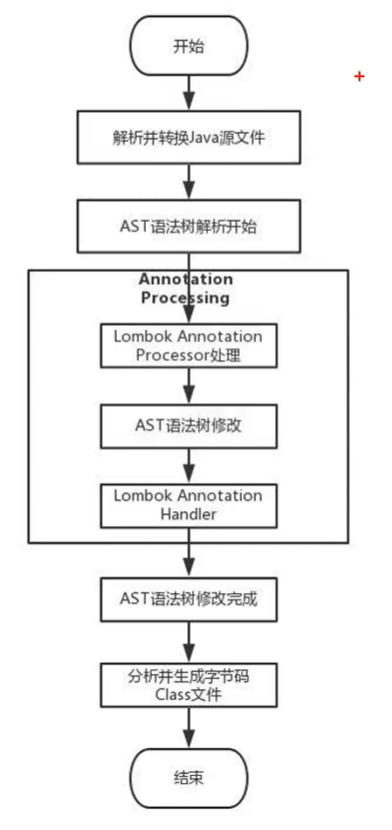 开始
解析并转换Java源文件
AST语法树解析开始
Annotation
Processing
Lombok Annotation
Processor处理
AST语法树修改
Lombok Annotation
Handler
AST语法树修改完成
分析并生成字节码
Class文件
结束